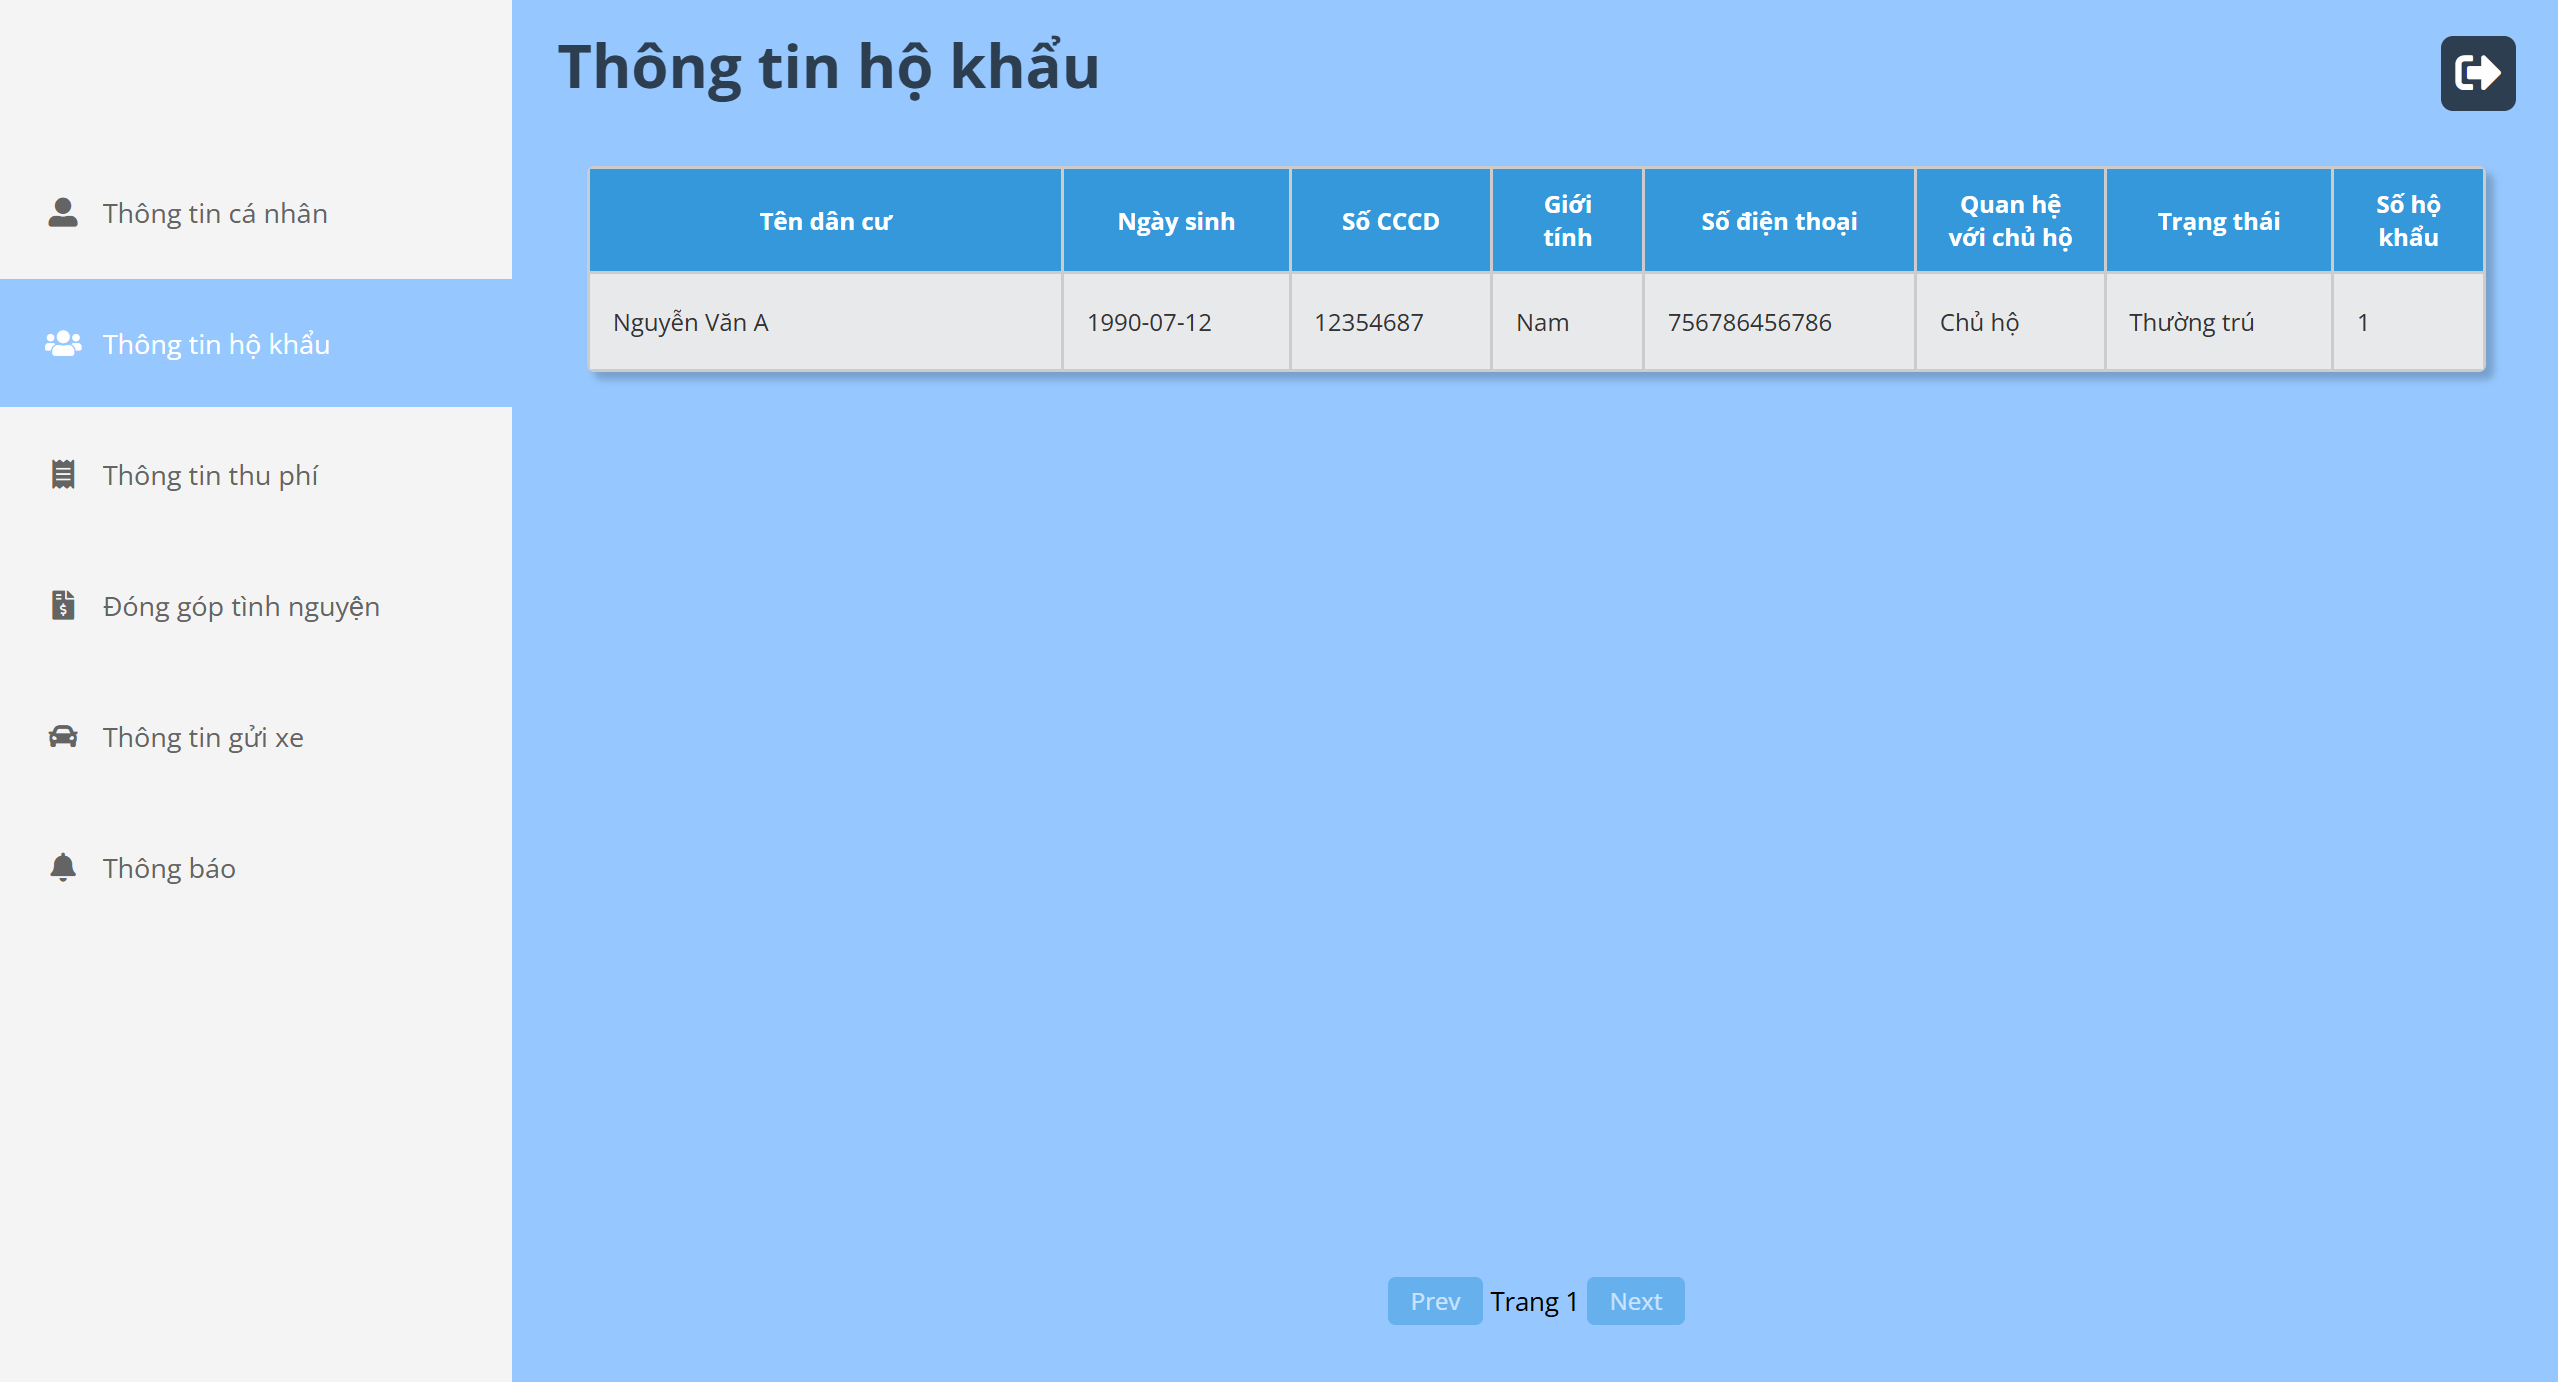 Thông tin hộ khẩu
Thông tin cá nhân
Thông tin hộ khẩu
Thông tin thu phí
Đóng góp tình nguyện
Thông tin gửi xe
Thông báo
Tên dân cư
Ngày sinh
Số CCCD
Giới
tính
Số điện thoại
Quan hệ
với chủ hộ
Trạng thái
Số hộ
khẩu
Nguyễn Văn A
1990-07-12
12354687
Nam
756786456786
Chủ hộ
Thường trú
1
Prev Trang 1 Next